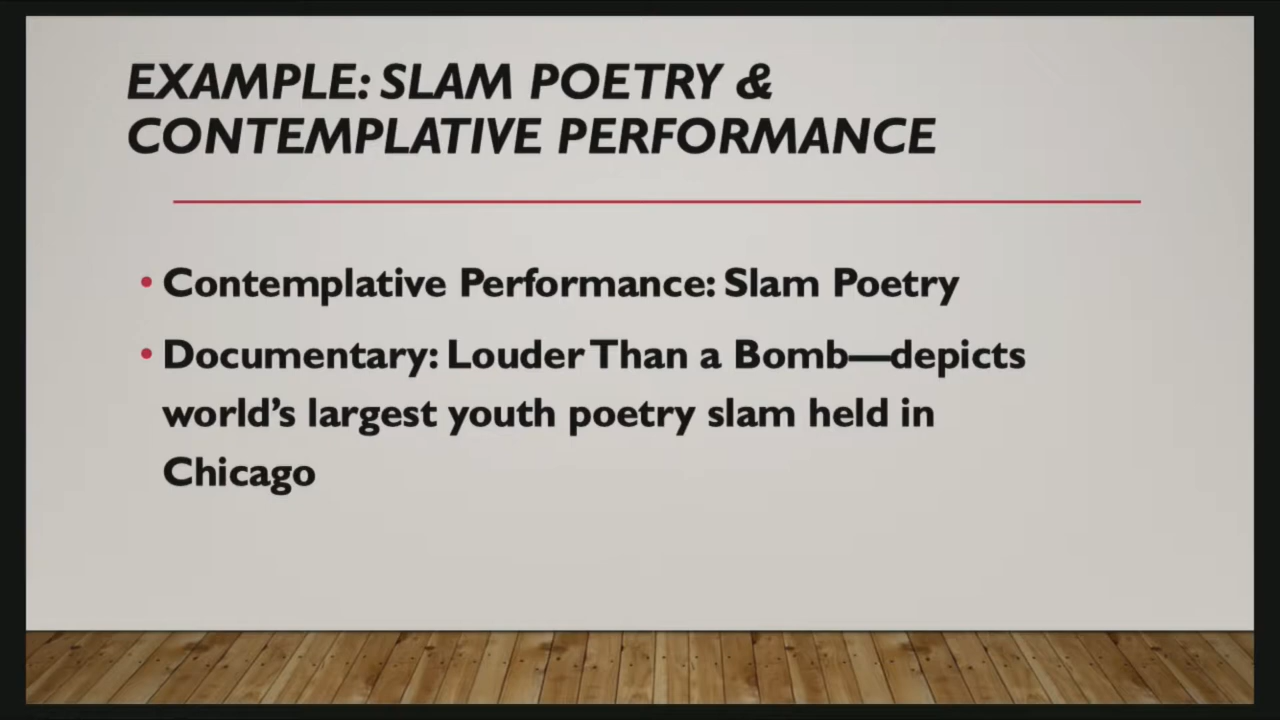 EXAMPLE: SLAM POETRY &
CONTEMPLATIVE PERFORMANCE
• Contemplative Performance: Slam Poetry
• Documentary: Louder Than a Bomb—depicts
world’s largest youth poetry slam held in
Chicago